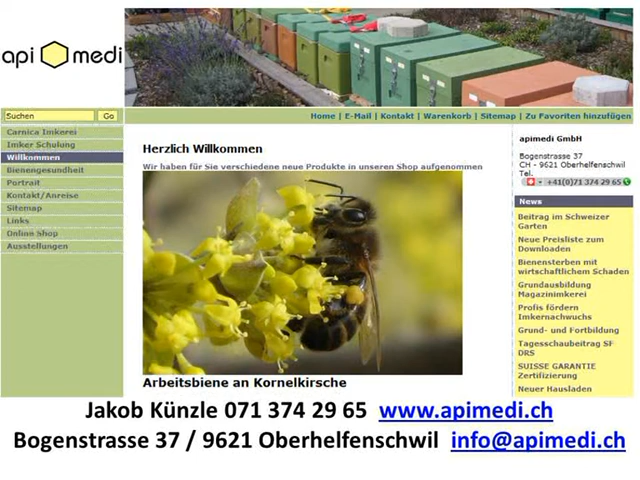 api medi
Suchen Go
Home | E-Mail | Kontakt | Warenkorb | Sitemap | Zu Favoriten hinzufügen
Carnica Imkerei
Imker Schulung
Willkommen
Bienengesundheit
Portrait
Kontakt/Anreise
Sitemap
Links
Online Shop
Ausstellungen
Herzlich Willkommen
Wir haben für Sie verschiedene neue Produkte in unseren Shop aufgenommen
Arbeitsbiene an Kornelkirsche
apimedi GmbH
Bogenstrasse 37
CH - 9621 Oberhelfenschwil
Tel.
+41(0)71 374 29 65
News
Beitrag im Schweizer
Garten
Neue Preisliste zum
Downloaden
Bienensterben mit
wirtschaftlichem Schaden
Grundausbildung
Magazinimkerei
Profis fördern
Imkernachwuchs
Grund- und Fortbildung
Tagesschaubeitrag SF
DRS
SUISSE GARANTIE
Zertifizierung
Neuer Hausladen
Jakob Künzle 071 374 29 65 www.apimedi.ch
Bogenstrasse 37 / 9621 Oberhelfenschwil info@apimedi.ch